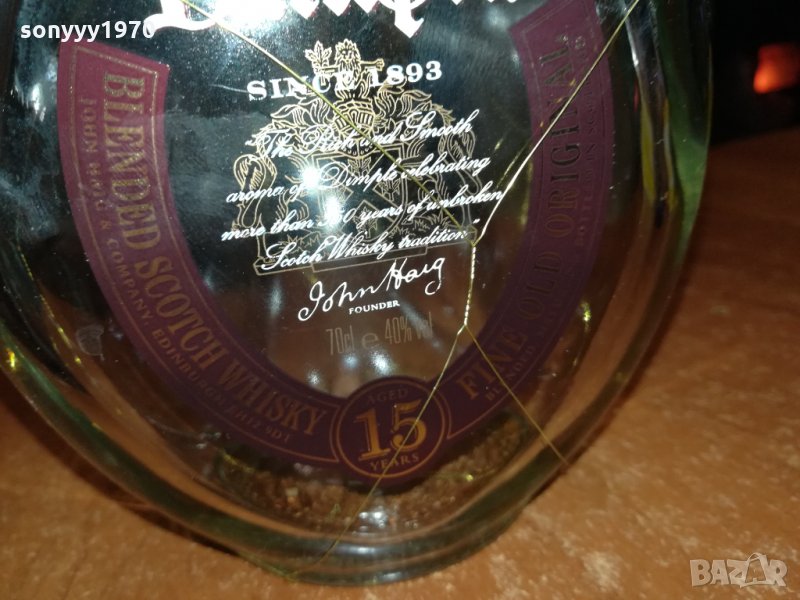 sonyyy1970
SINCE 1893
"The Rich and Smooth
aroma of Dimple celebrating
more than years of unbroken
Scotch Whisky tradition"
John Haig
FOUNDER
70cl e 40% vol
BLENDED SCOTCH WHISKY
JOHN HAIG & COMPANY, EDINBURGH
AGED
15
YEARS
FINE OLD ORIGINAL
BAZAR